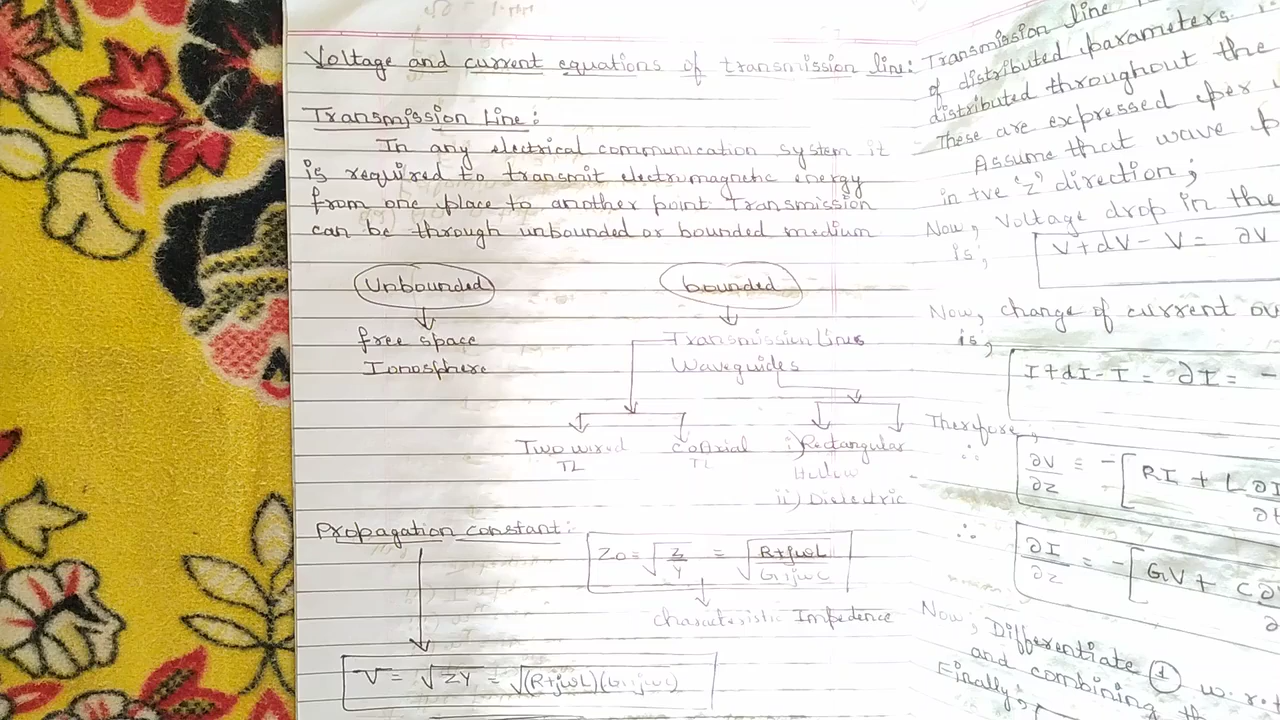 Voltage and current equations of transmission line:
Transmission Line:
In any electrical communication system it
is required to transmit electromagnetic energy
from one place to another point. Transmission
can be through unbounded or bounded medium
Unbounded
bounded
free space
Ionosphere
Transmission Lines
Waveguides
Two wired
TL
coaxial
TL
i) Rectangular
Hollow
ii) Dielectric
Propagation constant:
Zo = √(Z/Y) = √((R+jωL)/(G+jωC))
characteristic Impedence
√ = √ZY = √(R+jωL)(G+jωC)
Transmission line
of distributed parameters.
distributed throughout the
These are expressed per
Assume that wave
in +ve 'z' direction;
Now, Voltage drop in the
is;
V+dV-V = ∂V
Now, change of current
is;
I+dI-I = ∂I = -
Therefore,
∴ ∂V/∂z = -[RI + L ∂I/∂t
∴ ∂I/∂z = -[GV + C ∂
Now, Differentiate ① w.r.t
and combining
Finally,